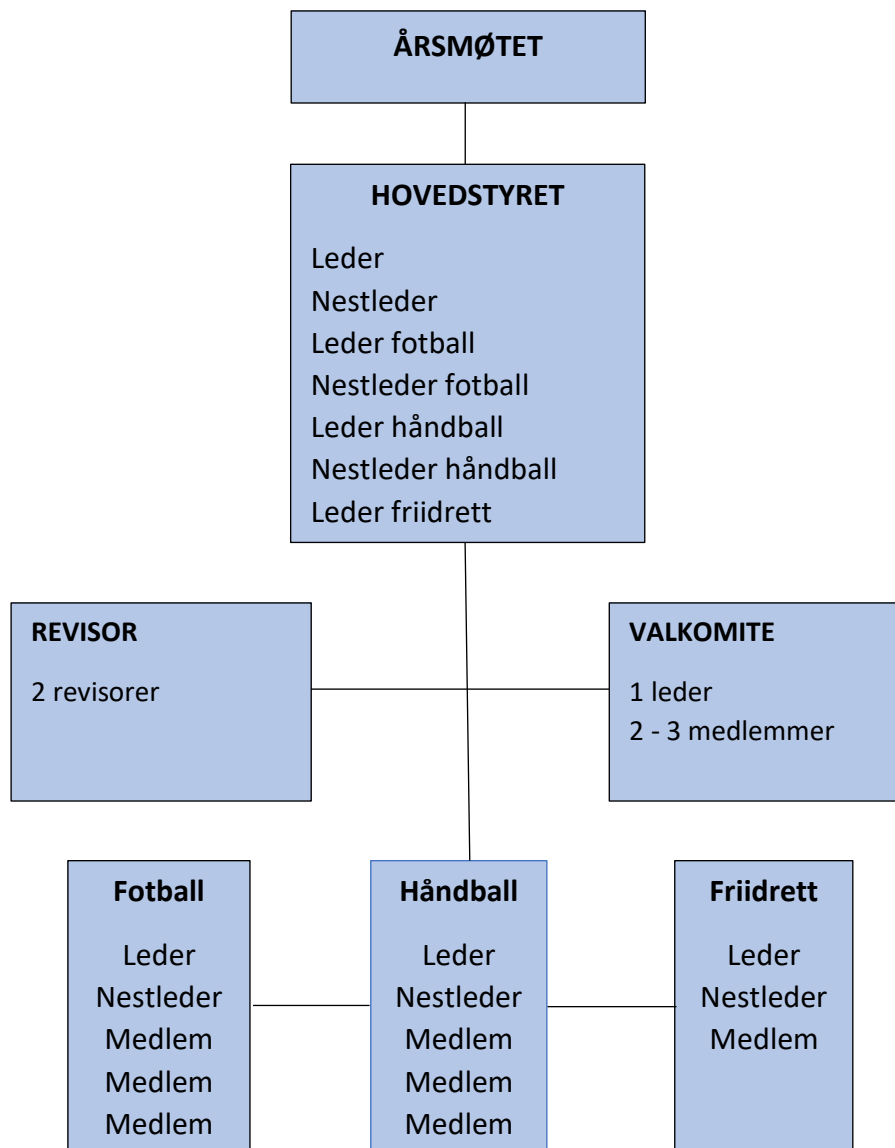 ÅRSMØTET
HOVEDSTYRET
Leder
Nestleder
Leder fotball
Nestleder fotball
Leder håndball
Nestleder håndball
Leder friidrett
REVISOR
2 revisorer
VALKOMITE
1 leder
2 - 3 medlemmer
Fotball
Leder
Nestleder
Medlem
Medlem
Medlem
Håndball
Leder
Nestleder
Medlem
Medlem
Medlem
Friidrett
Leder
Nestleder
Medlem